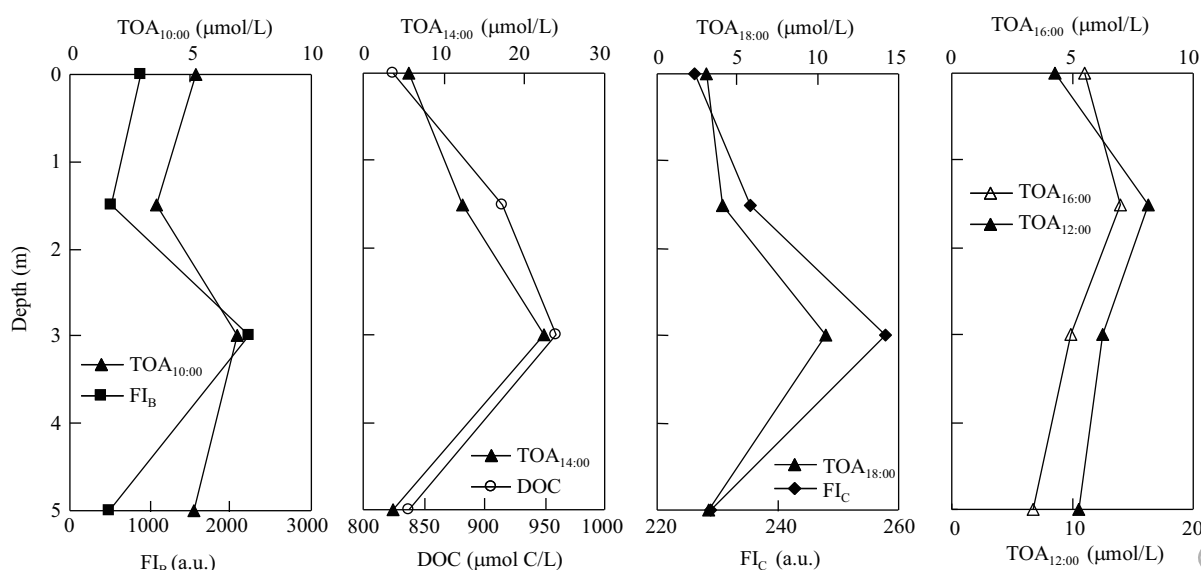 TOA10:00 (μmol/L)
0 5 10
TOA14:00 (μmol/L)
0 10 20 30
TOA18:00 (μmol/L)
0 5 10 15
TOA16:00 (μmol/L)
0 5 10
Depth (m)
0
1
2
3
4
5
TOA10:00
FIB
0 1000 2000 3000
FIB (a.u.)
TOA14:00
DOC
800 850 900 950 1000
DOC (μmol C/L)
TOA18:00
FIC
220 240 260
FIC (a.u.)
TOA16:00
TOA12:00
0 10 20
TOA12:00 (μmol/L)